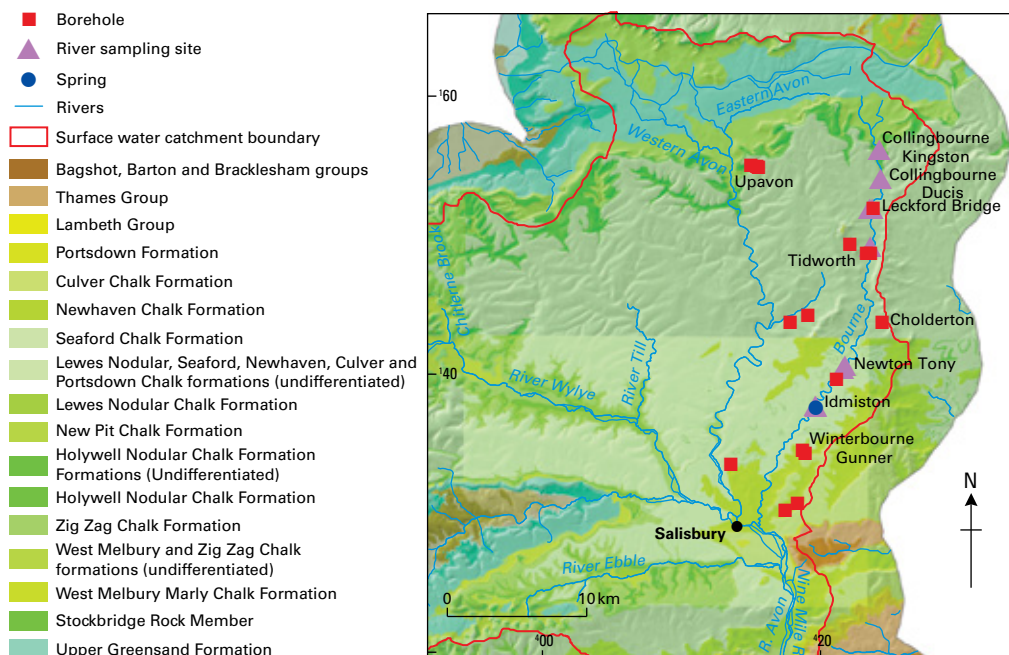 Borehole
River sampling site
Spring
Rivers
Surface water catchment boundary
Bagshot, Barton and Bracklesham groups
Thames Group
Lambeth Group
Portsdown Formation
Culver Chalk Formation
Newhaven Chalk Formation
Seaford Chalk Formation
Lewes Nodular, Seaford, Newhaven, Culver and
Portsdown Chalk formations (undifferentiated)
Lewes Nodular Chalk Formation
New Pit Chalk Formation
Holywell Nodular Chalk Formation
Formations (Undifferentiated)
Holywell Nodular Chalk Formation
Zig Zag Chalk Formation
West Melbury and Zig Zag Chalk
formations (undifferentiated)
West Melbury Marly Chalk Formation
Stockbridge Rock Member
Upper Greensand Formation
160
Eastern Avon
Western Avon
Collingbourne
Kingston
Collingbourne
Ducis
Upavon
Leckford Bridge
Tidworth
Chitterne Brook
Cholderton
Bourne
River Till
140
Newton Tony
River Wylye
Idmiston
Winterbourne
Gunner
N
Salisbury
River Ebble
0
10 km
R. Avon
Nine Mile R
400
420